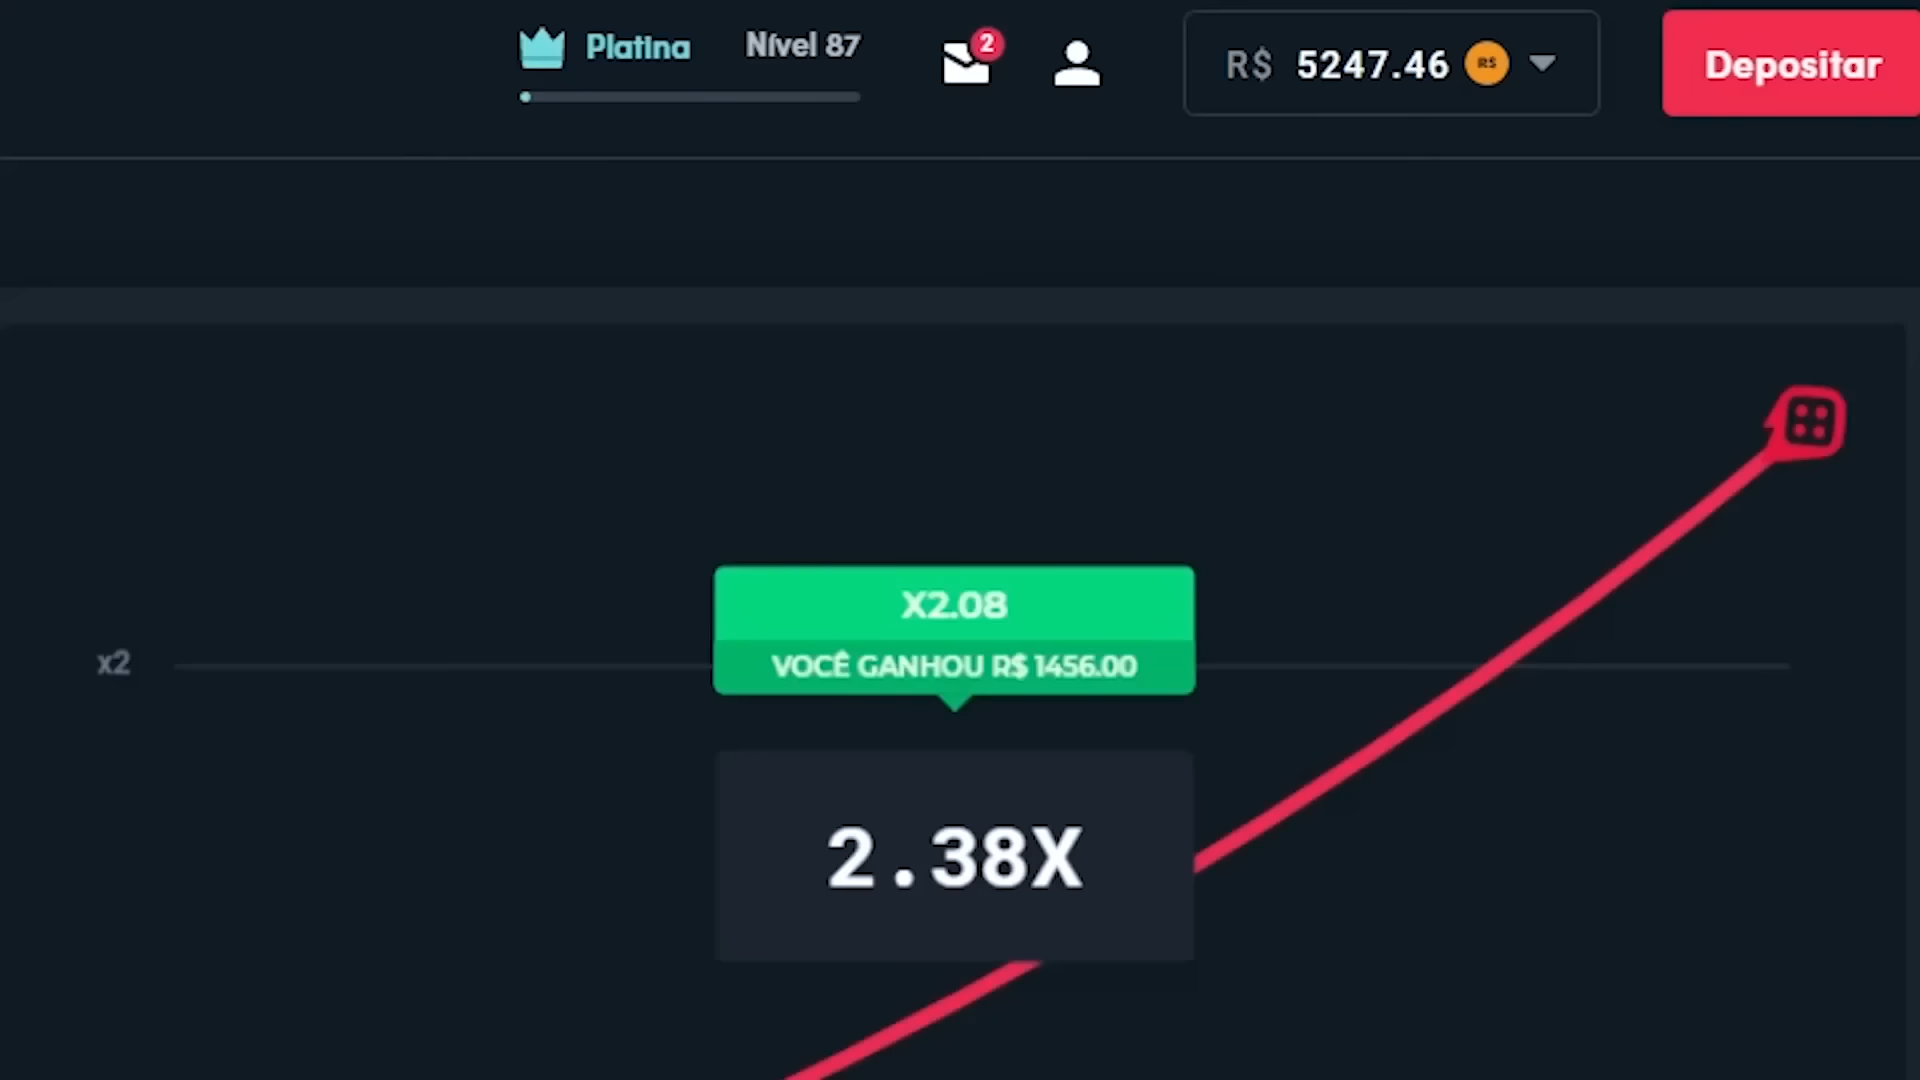 Platina Nível 87
2
R$ 5247.46 R$
Depositar
X2.08
x2
VOCÊ GANHOU R$ 1456.00
2.38X